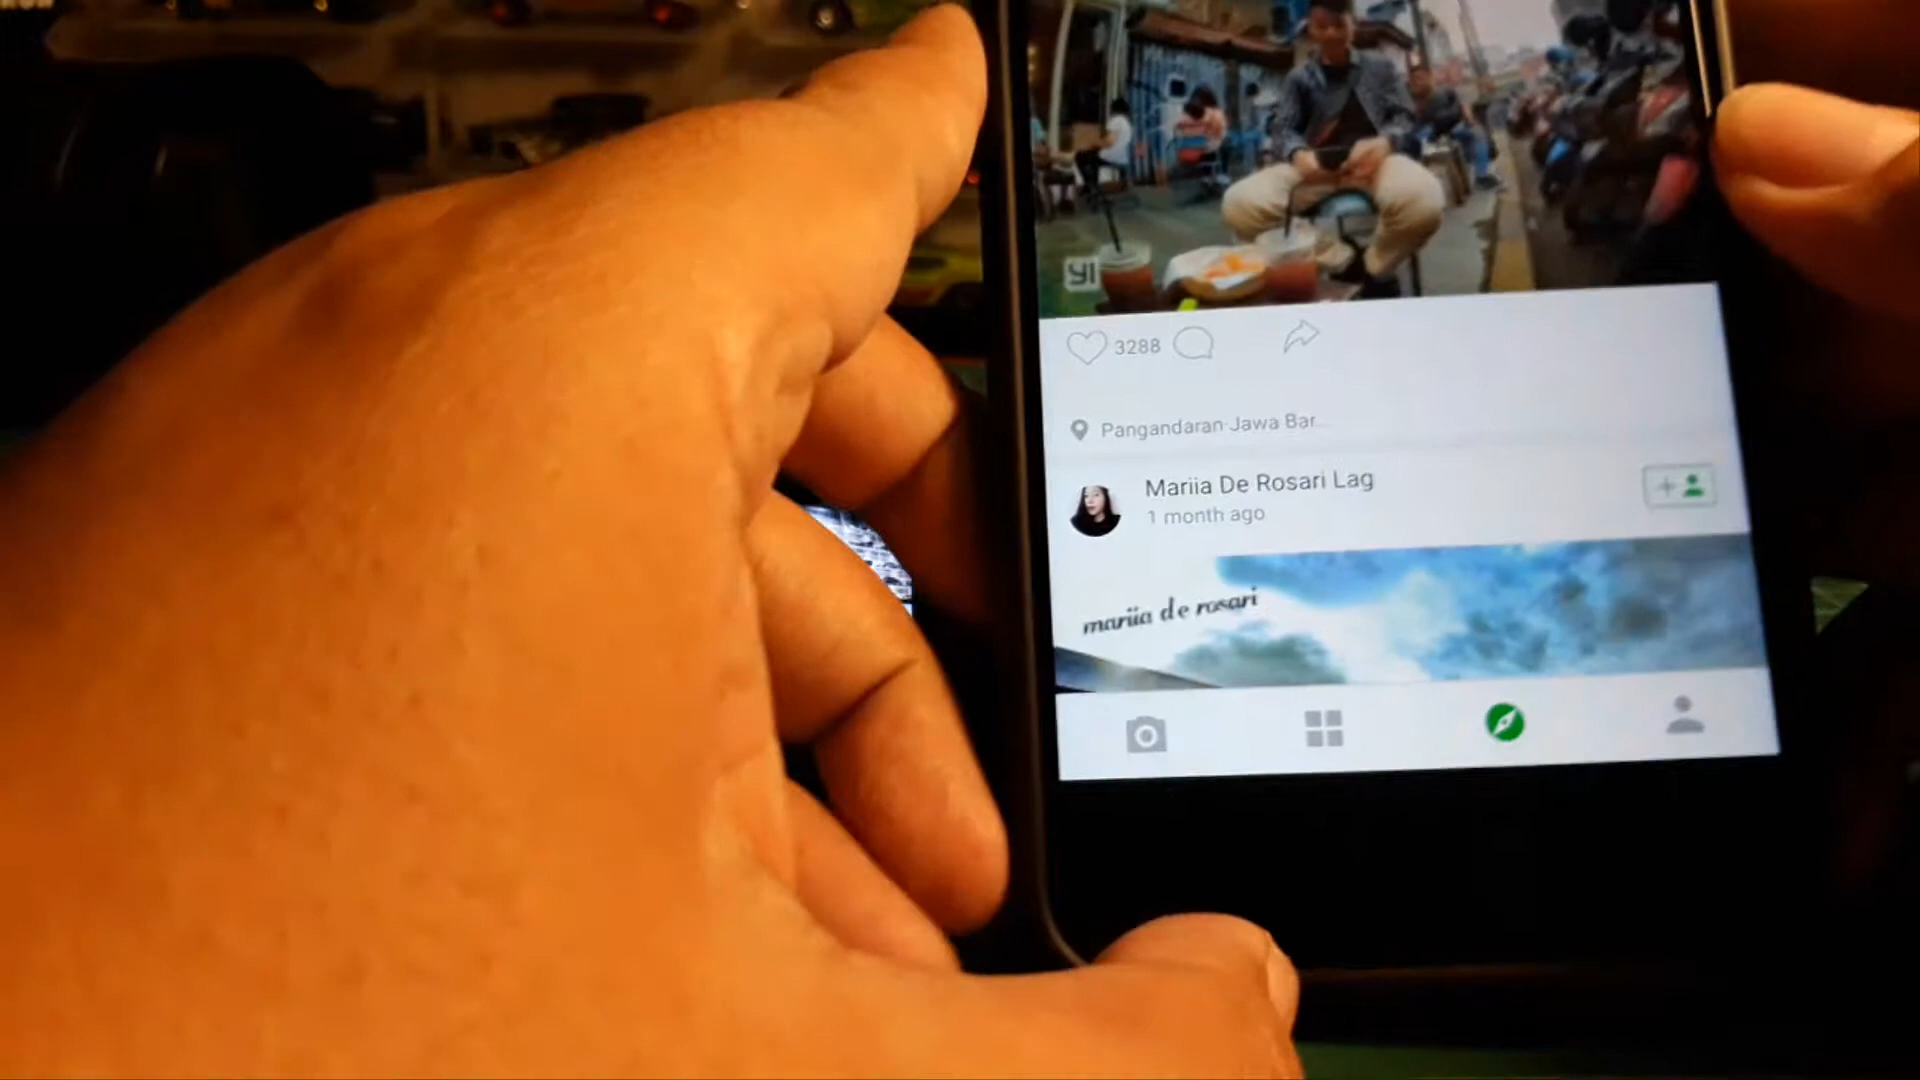 YI
3288
Pangandaran-Jawa Bar...
Mariia De Rosari Lag
1 month ago
mariia de rosari